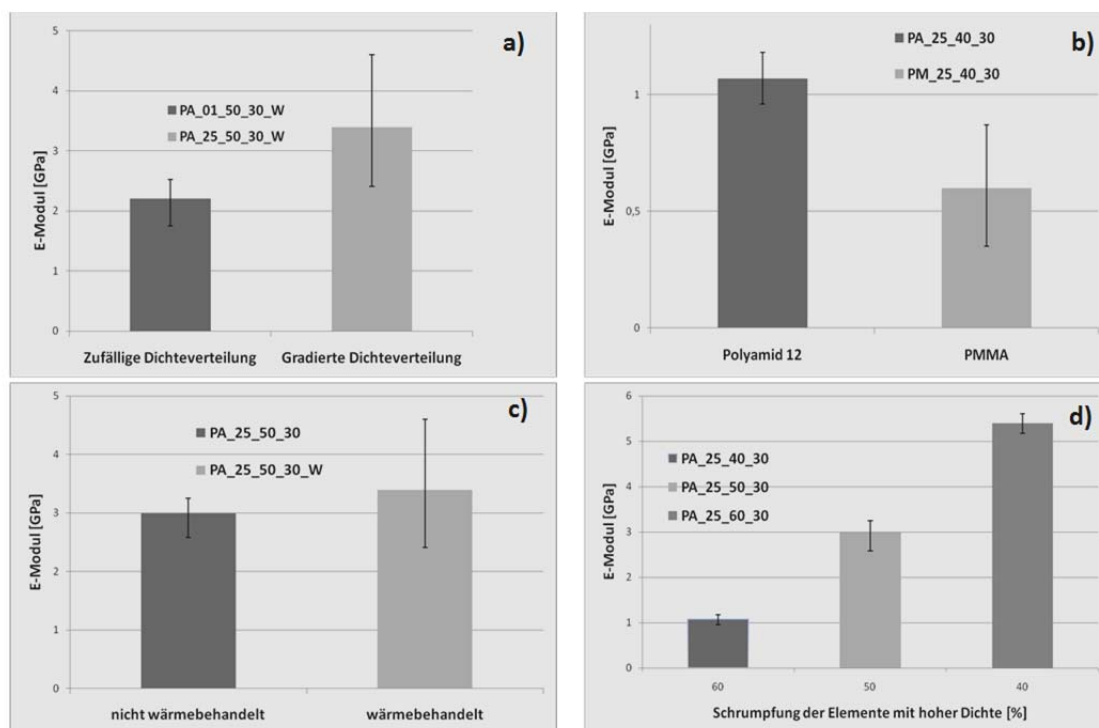 a)
E-Modul [GPa]
5
4
3
2
1
0
PA_01_50_30_W
PA_25_50_30_W
Zufällige Dichteverteilung
Gradierte Dichteverteilung
b)
E-Modul [GPa]
1
0,5
0
PA_25_40_30
PM_25_40_30
Polyamid 12
PMMA
c)
E-Modul [GPa]
5
4
3
2
1
0
PA_25_50_30
PA_25_50_30_W
nicht wärmebehandelt
wärmebehandelt
d)
E-Modul [GPa]
6
5
4
3
2
1
0
PA_25_40_30
PA_25_50_30
PA_25_60_30
60
50
40
Schrumpfung der Elemente mit hoher Dichte [%]